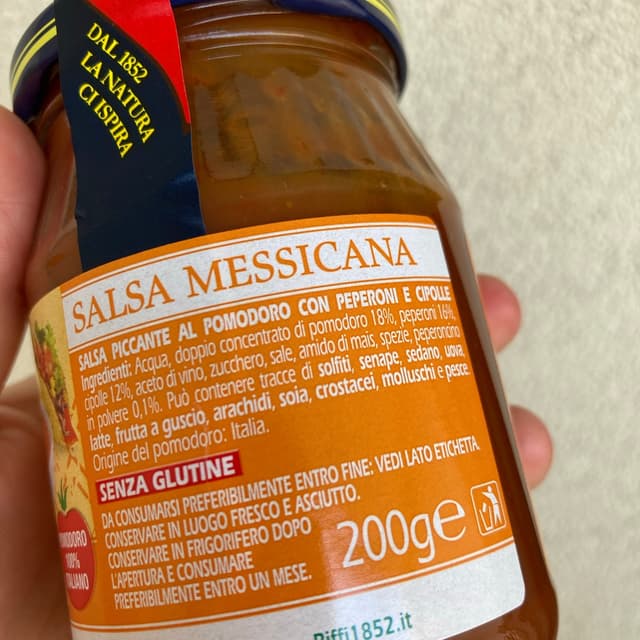 DAL 1852
LA NATURA
CI ISPIRA
SALSA MESSICANA
SALSA PICCANTE AL POMODORO CON PEPERONI E CIPOLLE
Ingredienti: Acqua, doppio concentrato di pomodoro 18%, peperoni 16%,
cipolle 12%, aceto di vino, zucchero, sale, amido di mais, spezie, peperoncino
in polvere 0,1%. Può contenere tracce di solfiti, senape, sedano, uova,
latte, frutta a guscio, arachidi, soia, crostacei, molluschi e pesce.
Origine del pomodoro: Italia.
SENZA GLUTINE
DA CONSUMARSI PREFERIBILMENTE ENTRO FINE: VEDI LATO ETICHETTA.
CONSERVARE IN LUOGO FRESCO E ASCIUTTO.
CONSERVARE IN FRIGORIFERO DOPO
L'APERTURA E CONSUMARE
PREFERIBILMENTE ENTRO UN MESE.
200g e
100%
Biffi1852.it